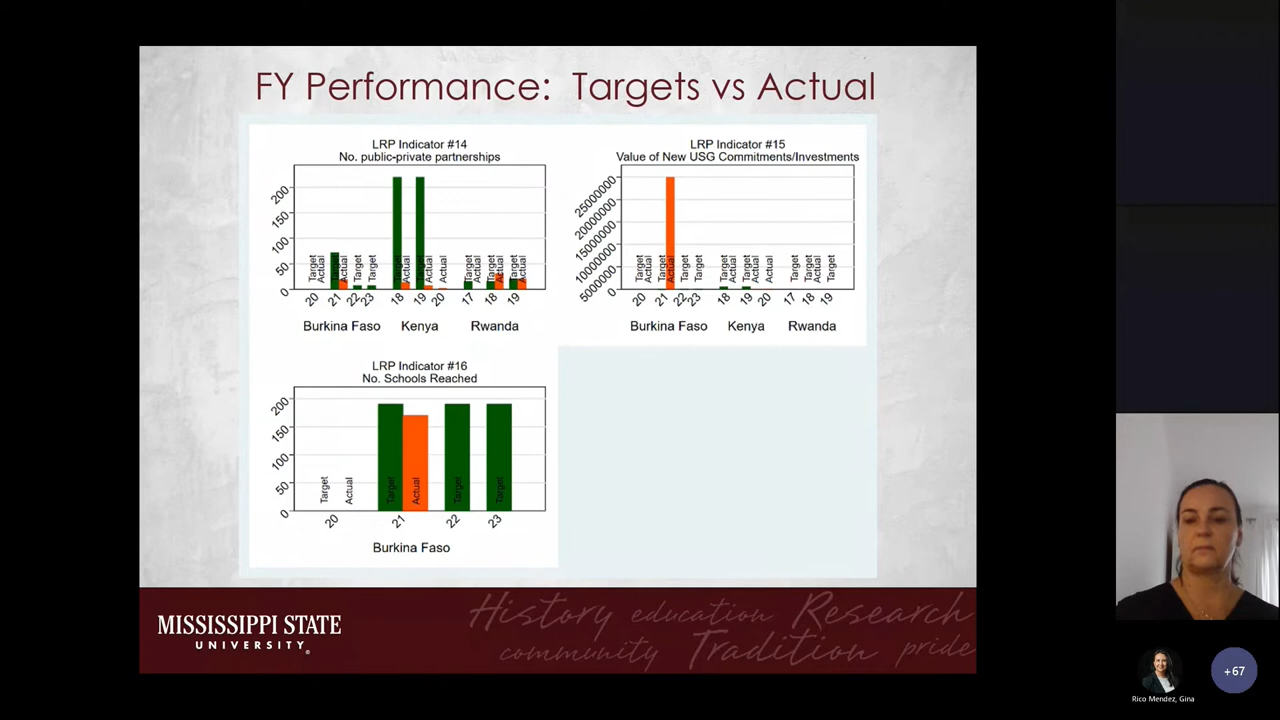 FY Performance: Targets vs Actual
LRP Indicator #14
No. public-private partnerships
200
150
100
50
0
Target
Actual
Target
Actual
Target
Target
Target
Actual
Target
Actual
Actual
Target
Actual
Target
Actual
Target
Actual
20
21
22
23
18
19
20
17
18
19
Burkina Faso
Kenya
Rwanda
LRP Indicator #15
Value of New USG Commitments/Investments
25000000
20000000
15000000
10000000
5000000
0
Target
Actual
Target
Actual
Target
Target
Target
Actual
Target
Actual
Actual
Target
Actual
Target
Actual
Target
20
21
22
23
18
19
20
17
18
19
Burkina Faso
Kenya
Rwanda
LRP Indicator #16
No. Schools Reached
200
150
100
50
0
Target
Actual
Target
Actual
Target
Target
20
21
22
23
Burkina Faso
MISSISSIPPI STATE
UNIVERSITY®
History education Research
community Tradition pride
Rico Mendez, Gina
+67